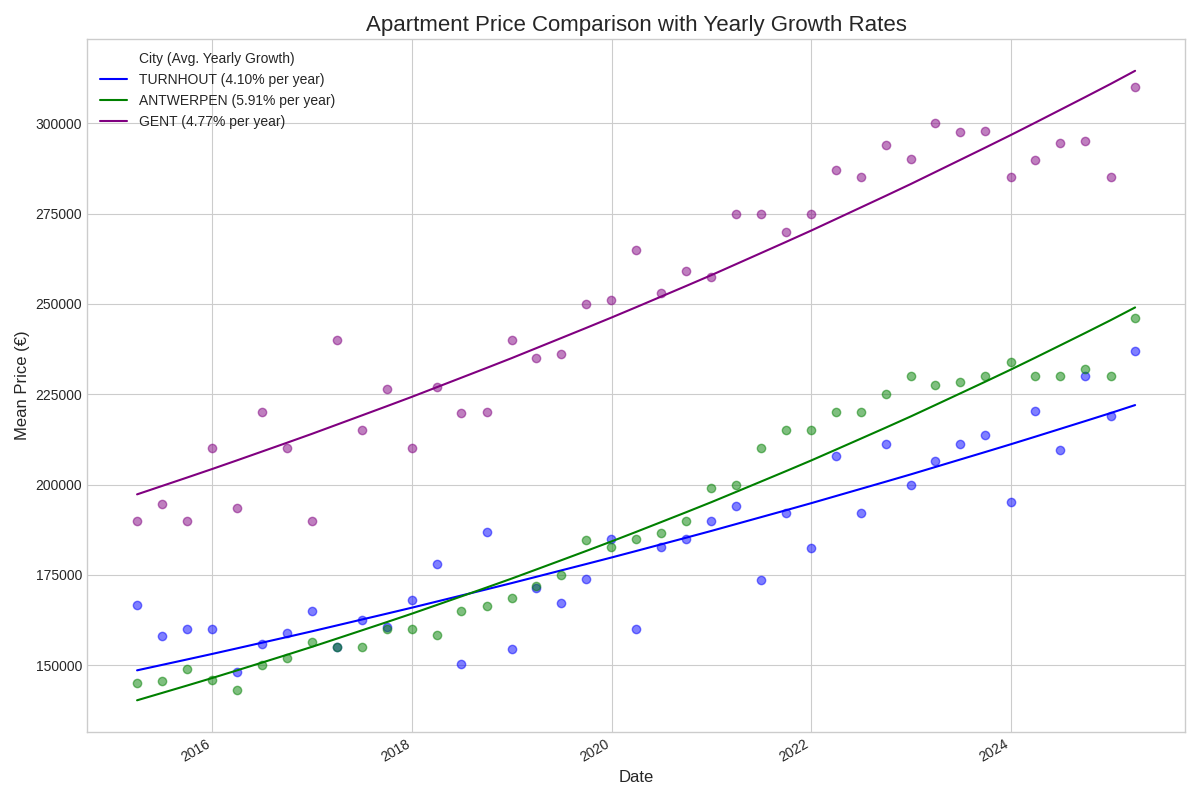 Apartment Price Comparison with Yearly Growth Rates
City (Avg. Yearly Growth)
TURNHOUT (4.10% per year)
ANTWERPEN (5.91% per year)
GENT (4.77% per year)
Mean Price (€)
300000
275000
250000
225000
200000
175000
150000
2016
2018
2020
2022
2024
Date